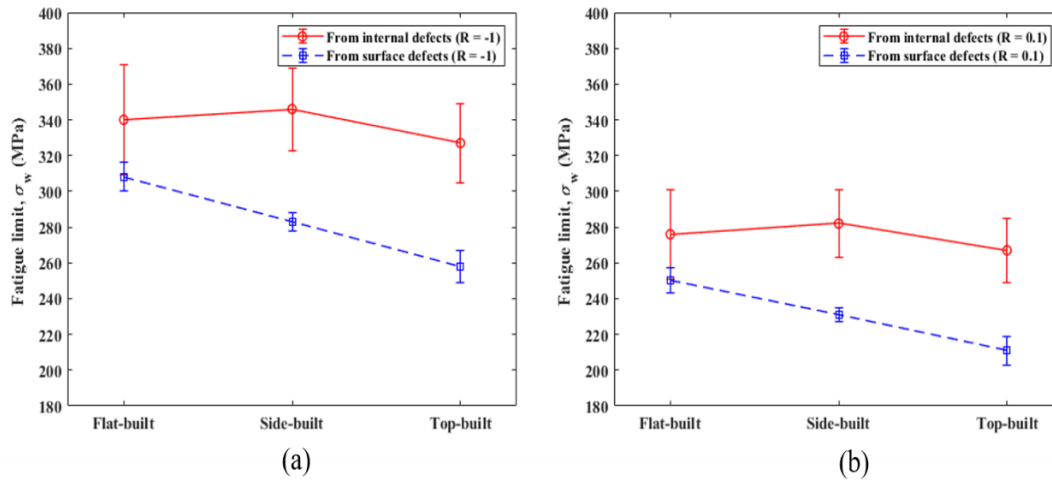 400
380
360
340
320
300
280
260
240
220
200
180
Fatigue limit, σw (MPa)
From internal defects (R = -1)
From surface defects (R = -1)
Flat-built
Side-built
Top-built
(a)
400
380
360
340
320
300
280
260
240
220
200
180
Fatigue limit, σw (MPa)
From internal defects (R = 0.1)
From surface defects (R = 0.1)
Flat-built
Side-built
Top-built
(b)